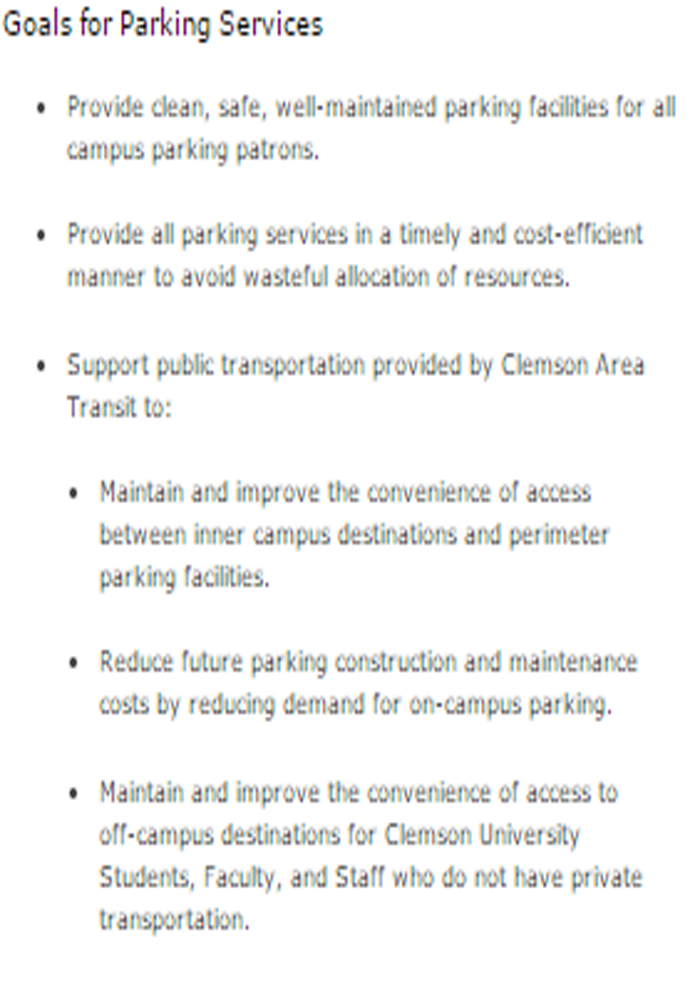 Goals for Parking Services
• Provide clean, safe, well-maintained parking facilities for all
campus parking patrons.
• Provide all parking services in a timely and cost-efficient
manner to avoid wasteful allocation of resources.
• Support public transportation provided by Clemson Area
Transit to:
• Maintain and improve the convenience of access
between inner campus destinations and perimeter
parking facilities.
• Reduce future parking construction and maintenance
costs by reducing demand for on-campus parking.
• Maintain and improve the convenience of access to
off-campus destinations for Clemson University
Students, Faculty, and Staff who do not have private
transportation.